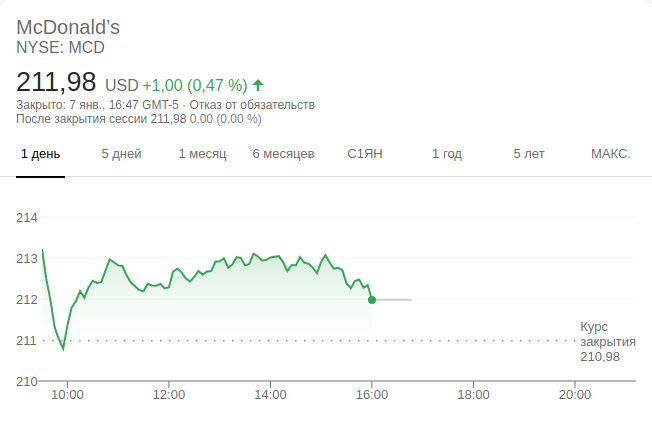 McDonald's
NYSE: MCD
211,98 USD +1,00 (0,47 %)
Закрыто: 7 янв., 16:47 GMT-5 · Отказ от обязательств
После закрытия сессии 211,98 0,00 (0,00 %)
1 день 5 дней 1 месяц 6 месяцев С1ЯН 1 год 5 лет МАКС.
214
213
212
211
210
Курс
закрытия
210,98
10:00 12:00 14:00 16:00 18:00 20:00